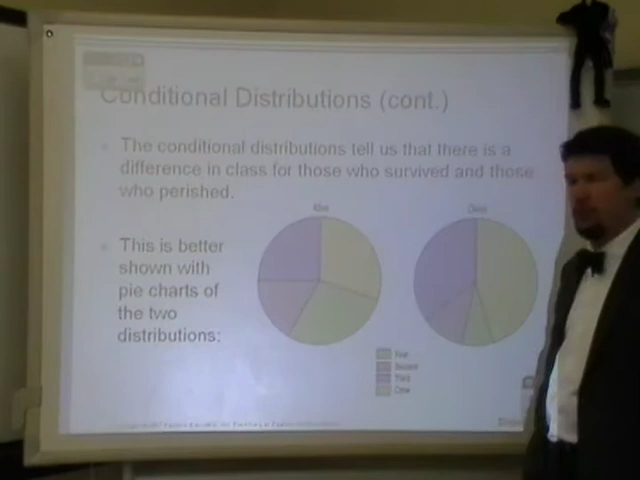 Conditional Distributions (cont.)
The conditional distributions tell us that there is a
difference in class for those who survived and those
who perished.
Alive
Dead
This is better
shown with
pie charts of
the two
distributions:
First
Second
Third
Crew